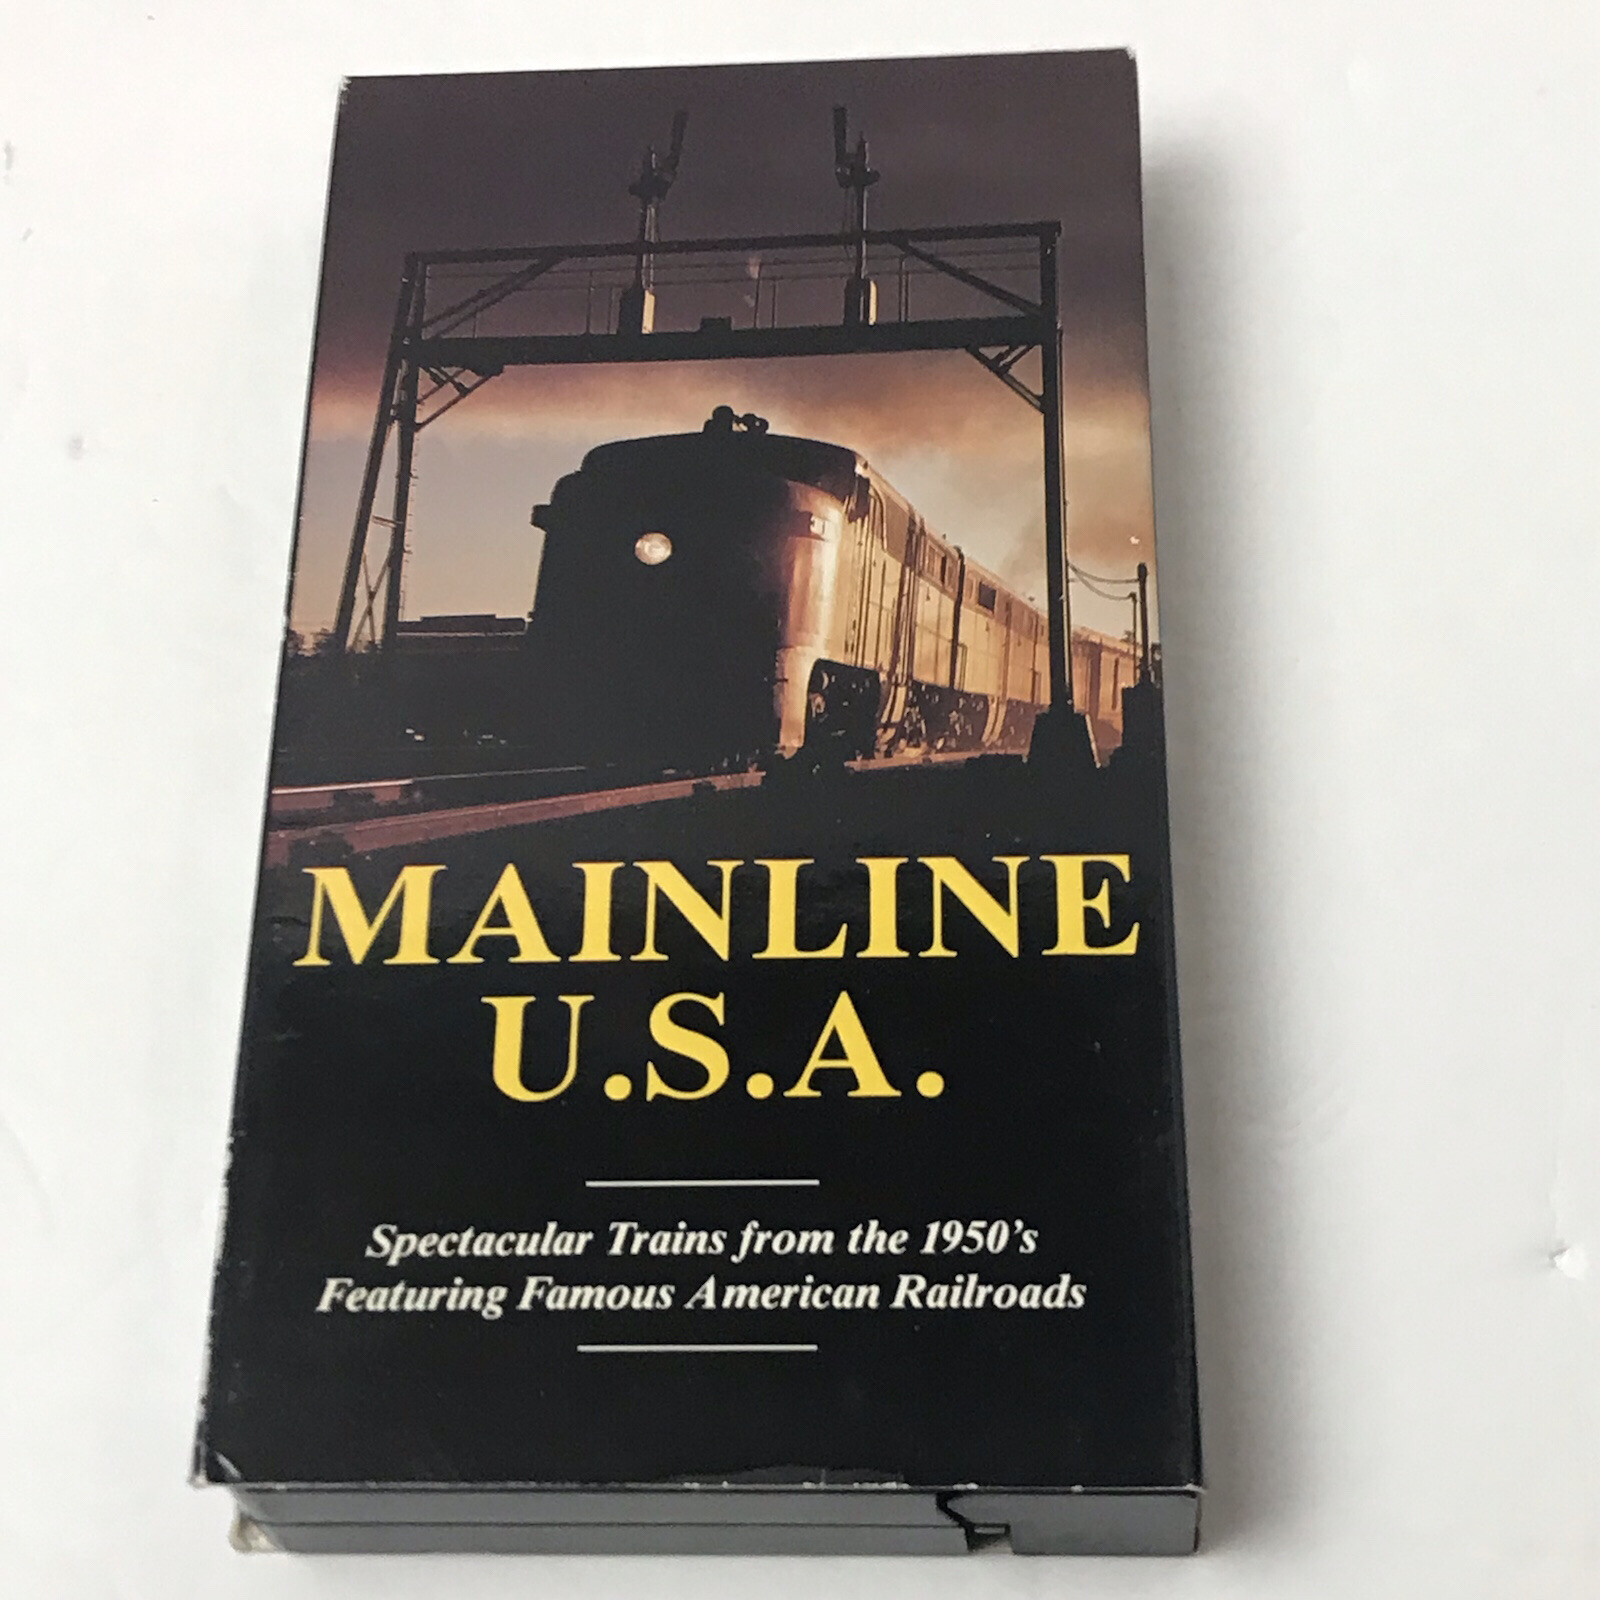 MAINLINE
U.S.A.
Spectacular Trains from the 1950's
Featuring Famous American Railroads